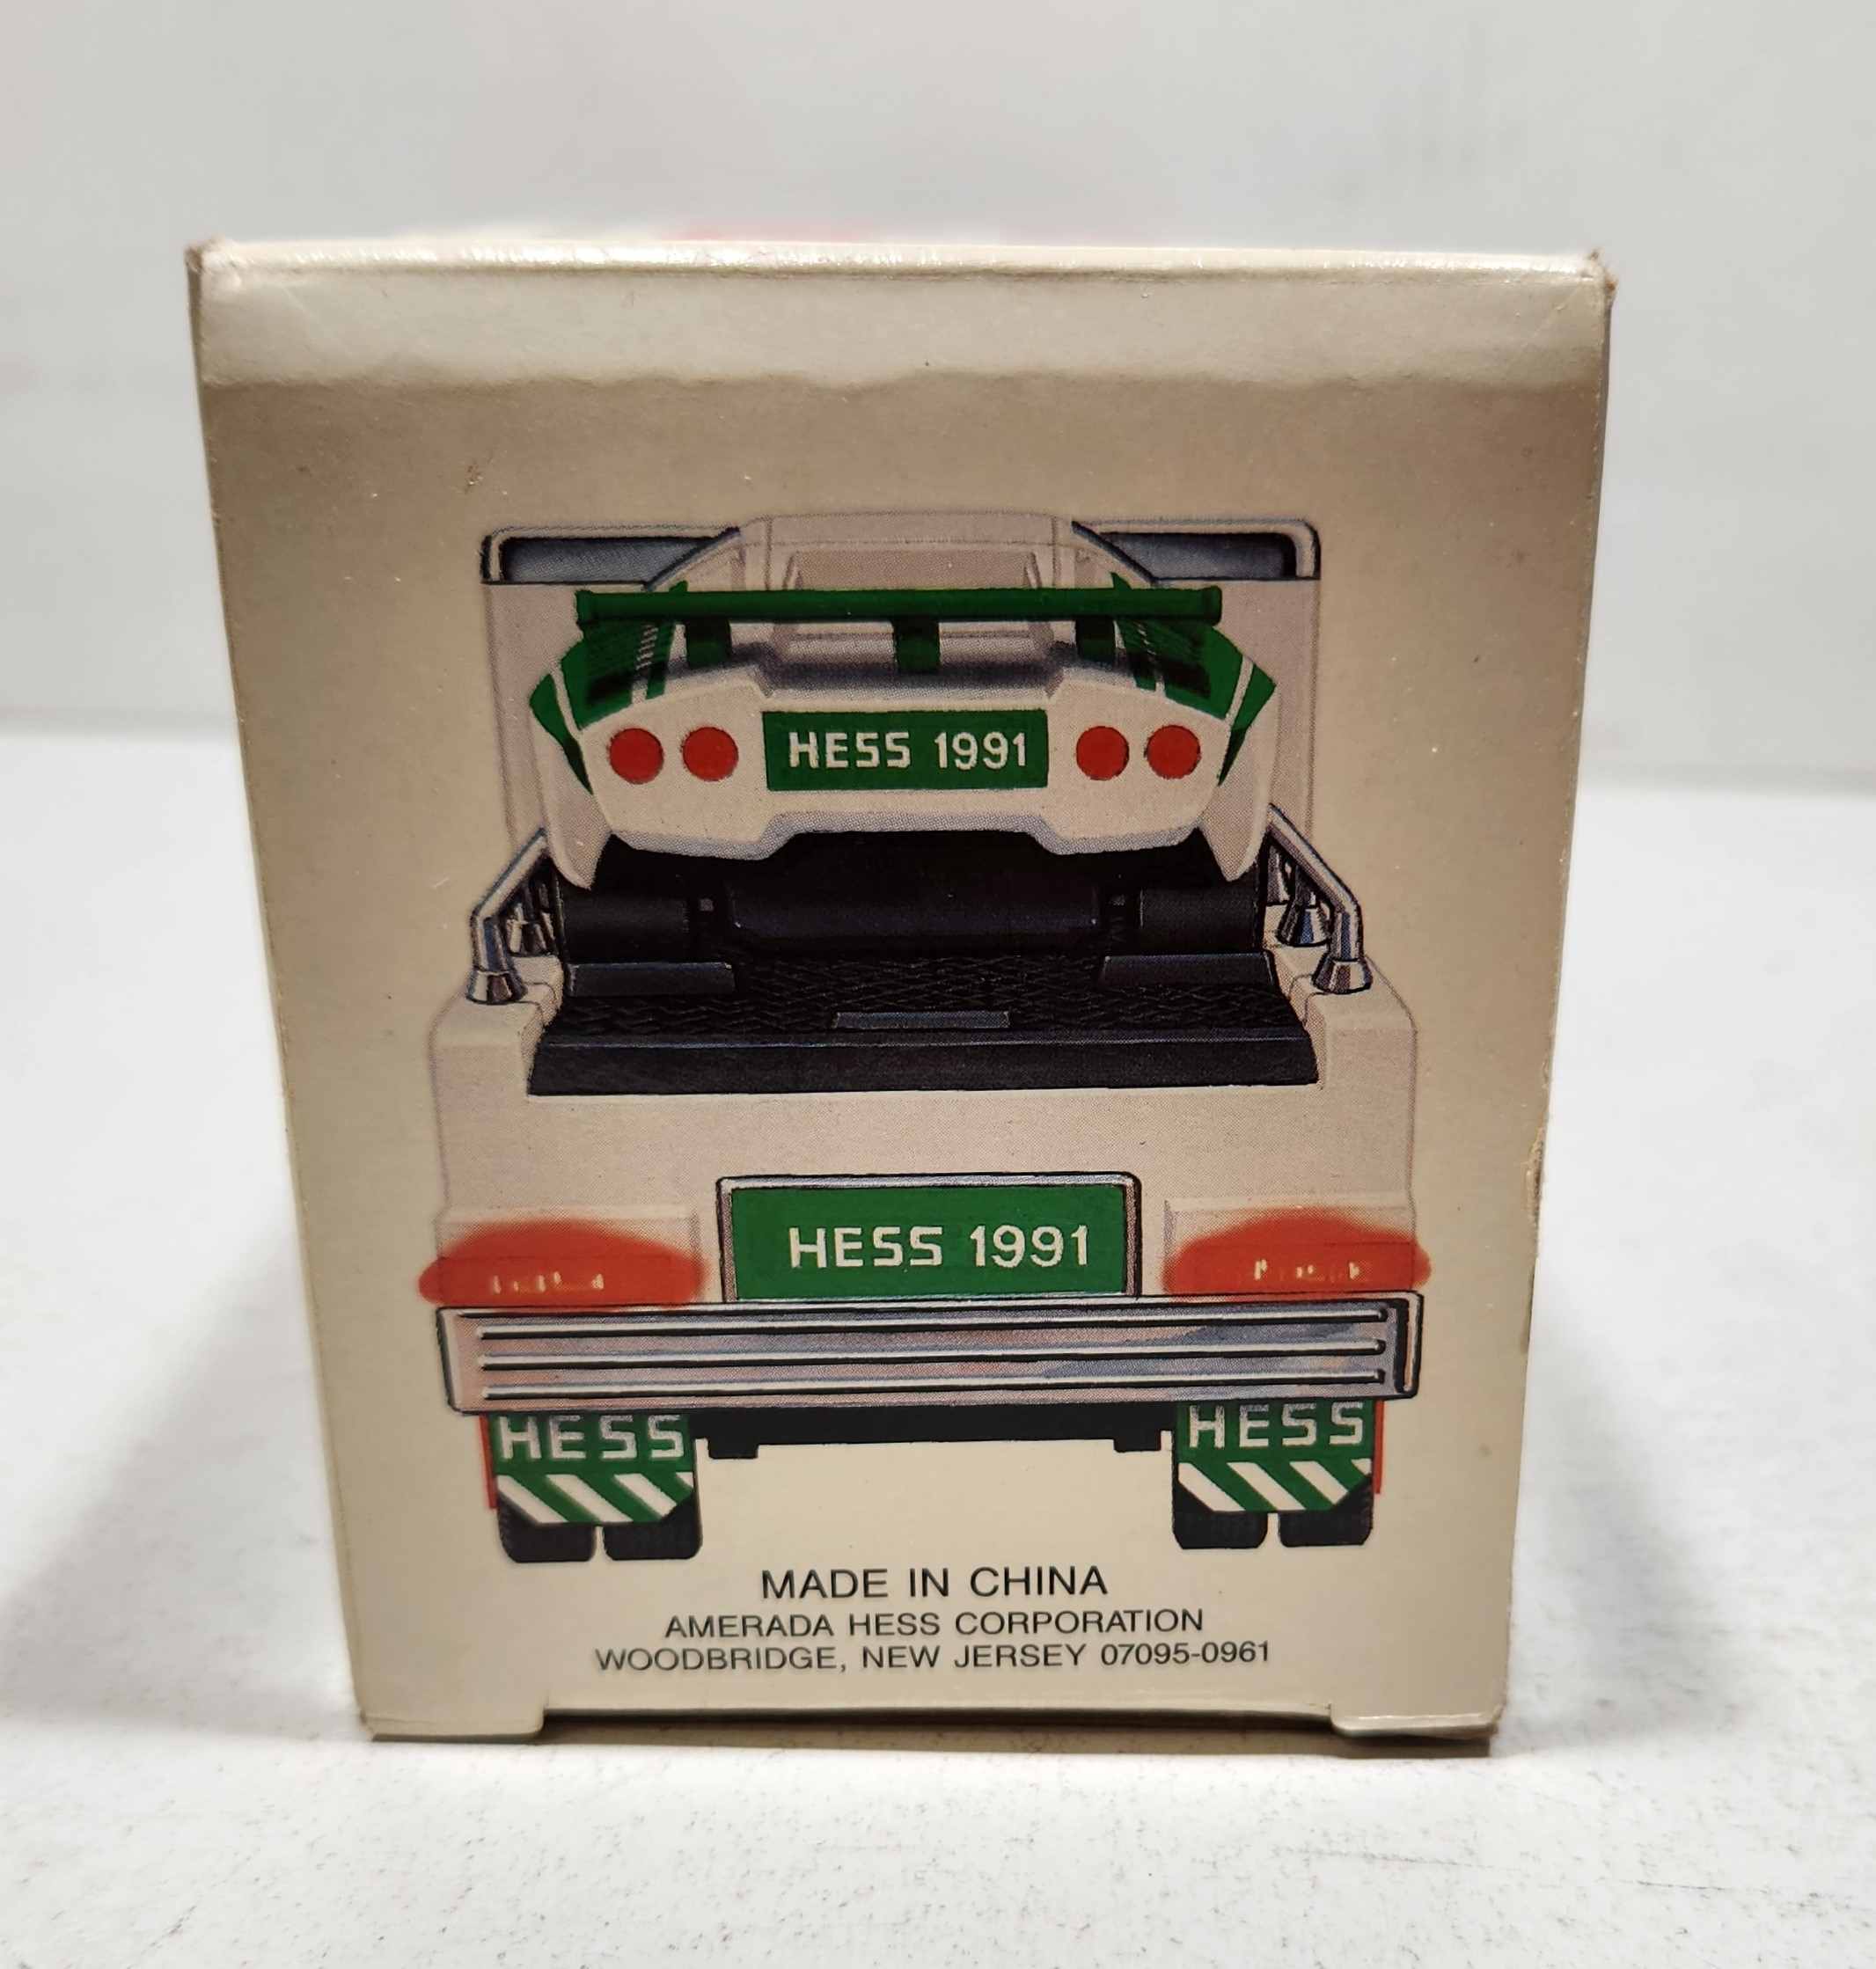 HESS 1991
HESS 1991
HESS HESS
MADE IN CHINA
AMERADA HESS CORPORATION
WOODBRIDGE, NEW JERSEY 07095-0961